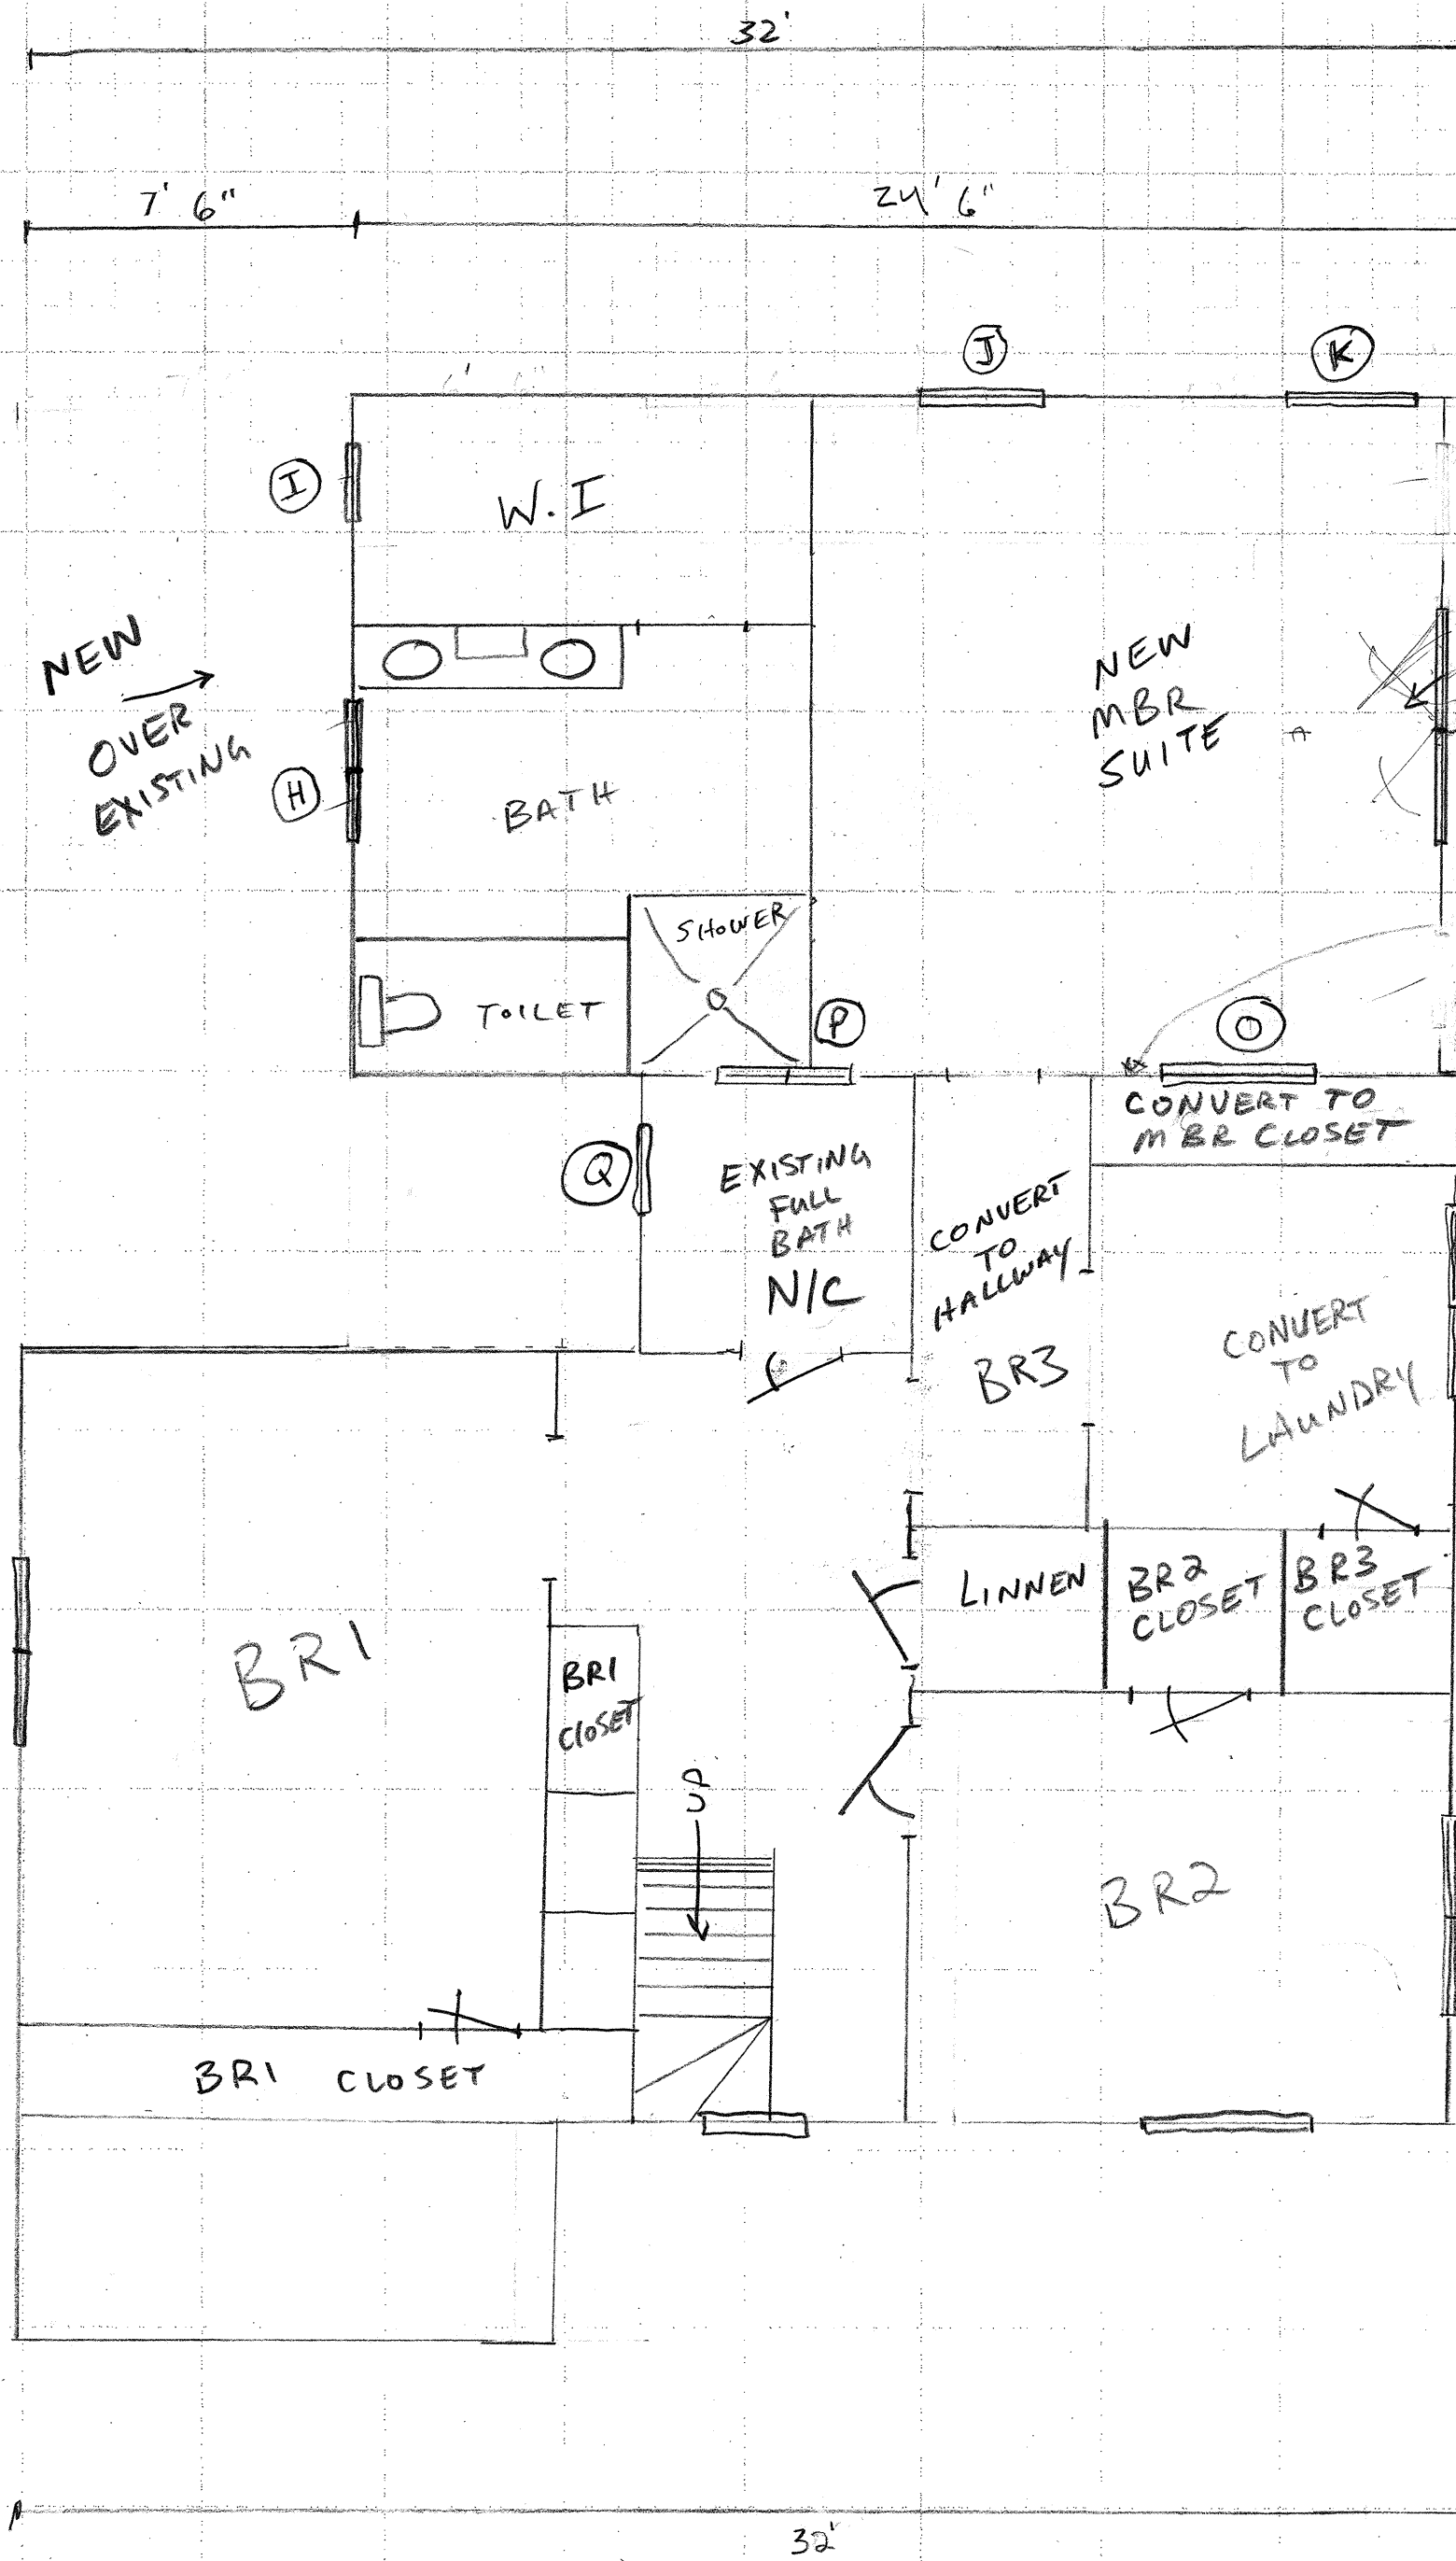 32'
7' 6"
24' 6"
J
K
I
W.I
NEW
OVER
EXISTING
H
BATH
NEW
MBR
SUITE
SHOWER
TOILET
P
O
CONVERT TO
MBR CLOSET
Q
EXISTING
FULL
BATH
N/C
CONVERT
TO
HALLWAY
BR3
CONVERT
TO
LAUNDRY
LINNEN
BR2
CLOSET
BR3
CLOSET
BR1
BR1
CLOSET
UP
BR2
BR1 CLOSET
32'